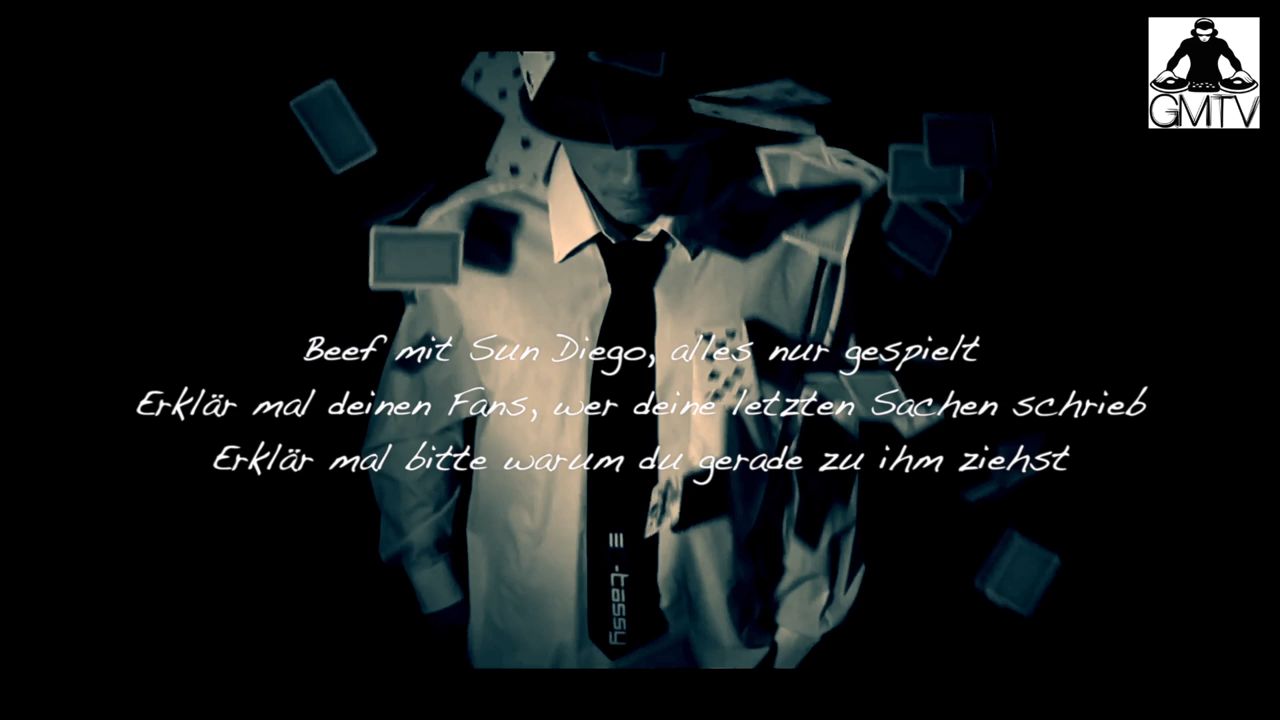 GMTV
Beef mit Sun Diego, alles nur gespielt
Erklär mal deinen Fans, wer deine letzten Sachen schrieb
Erklär mal bitte warum du gerade zu ihm ziehst